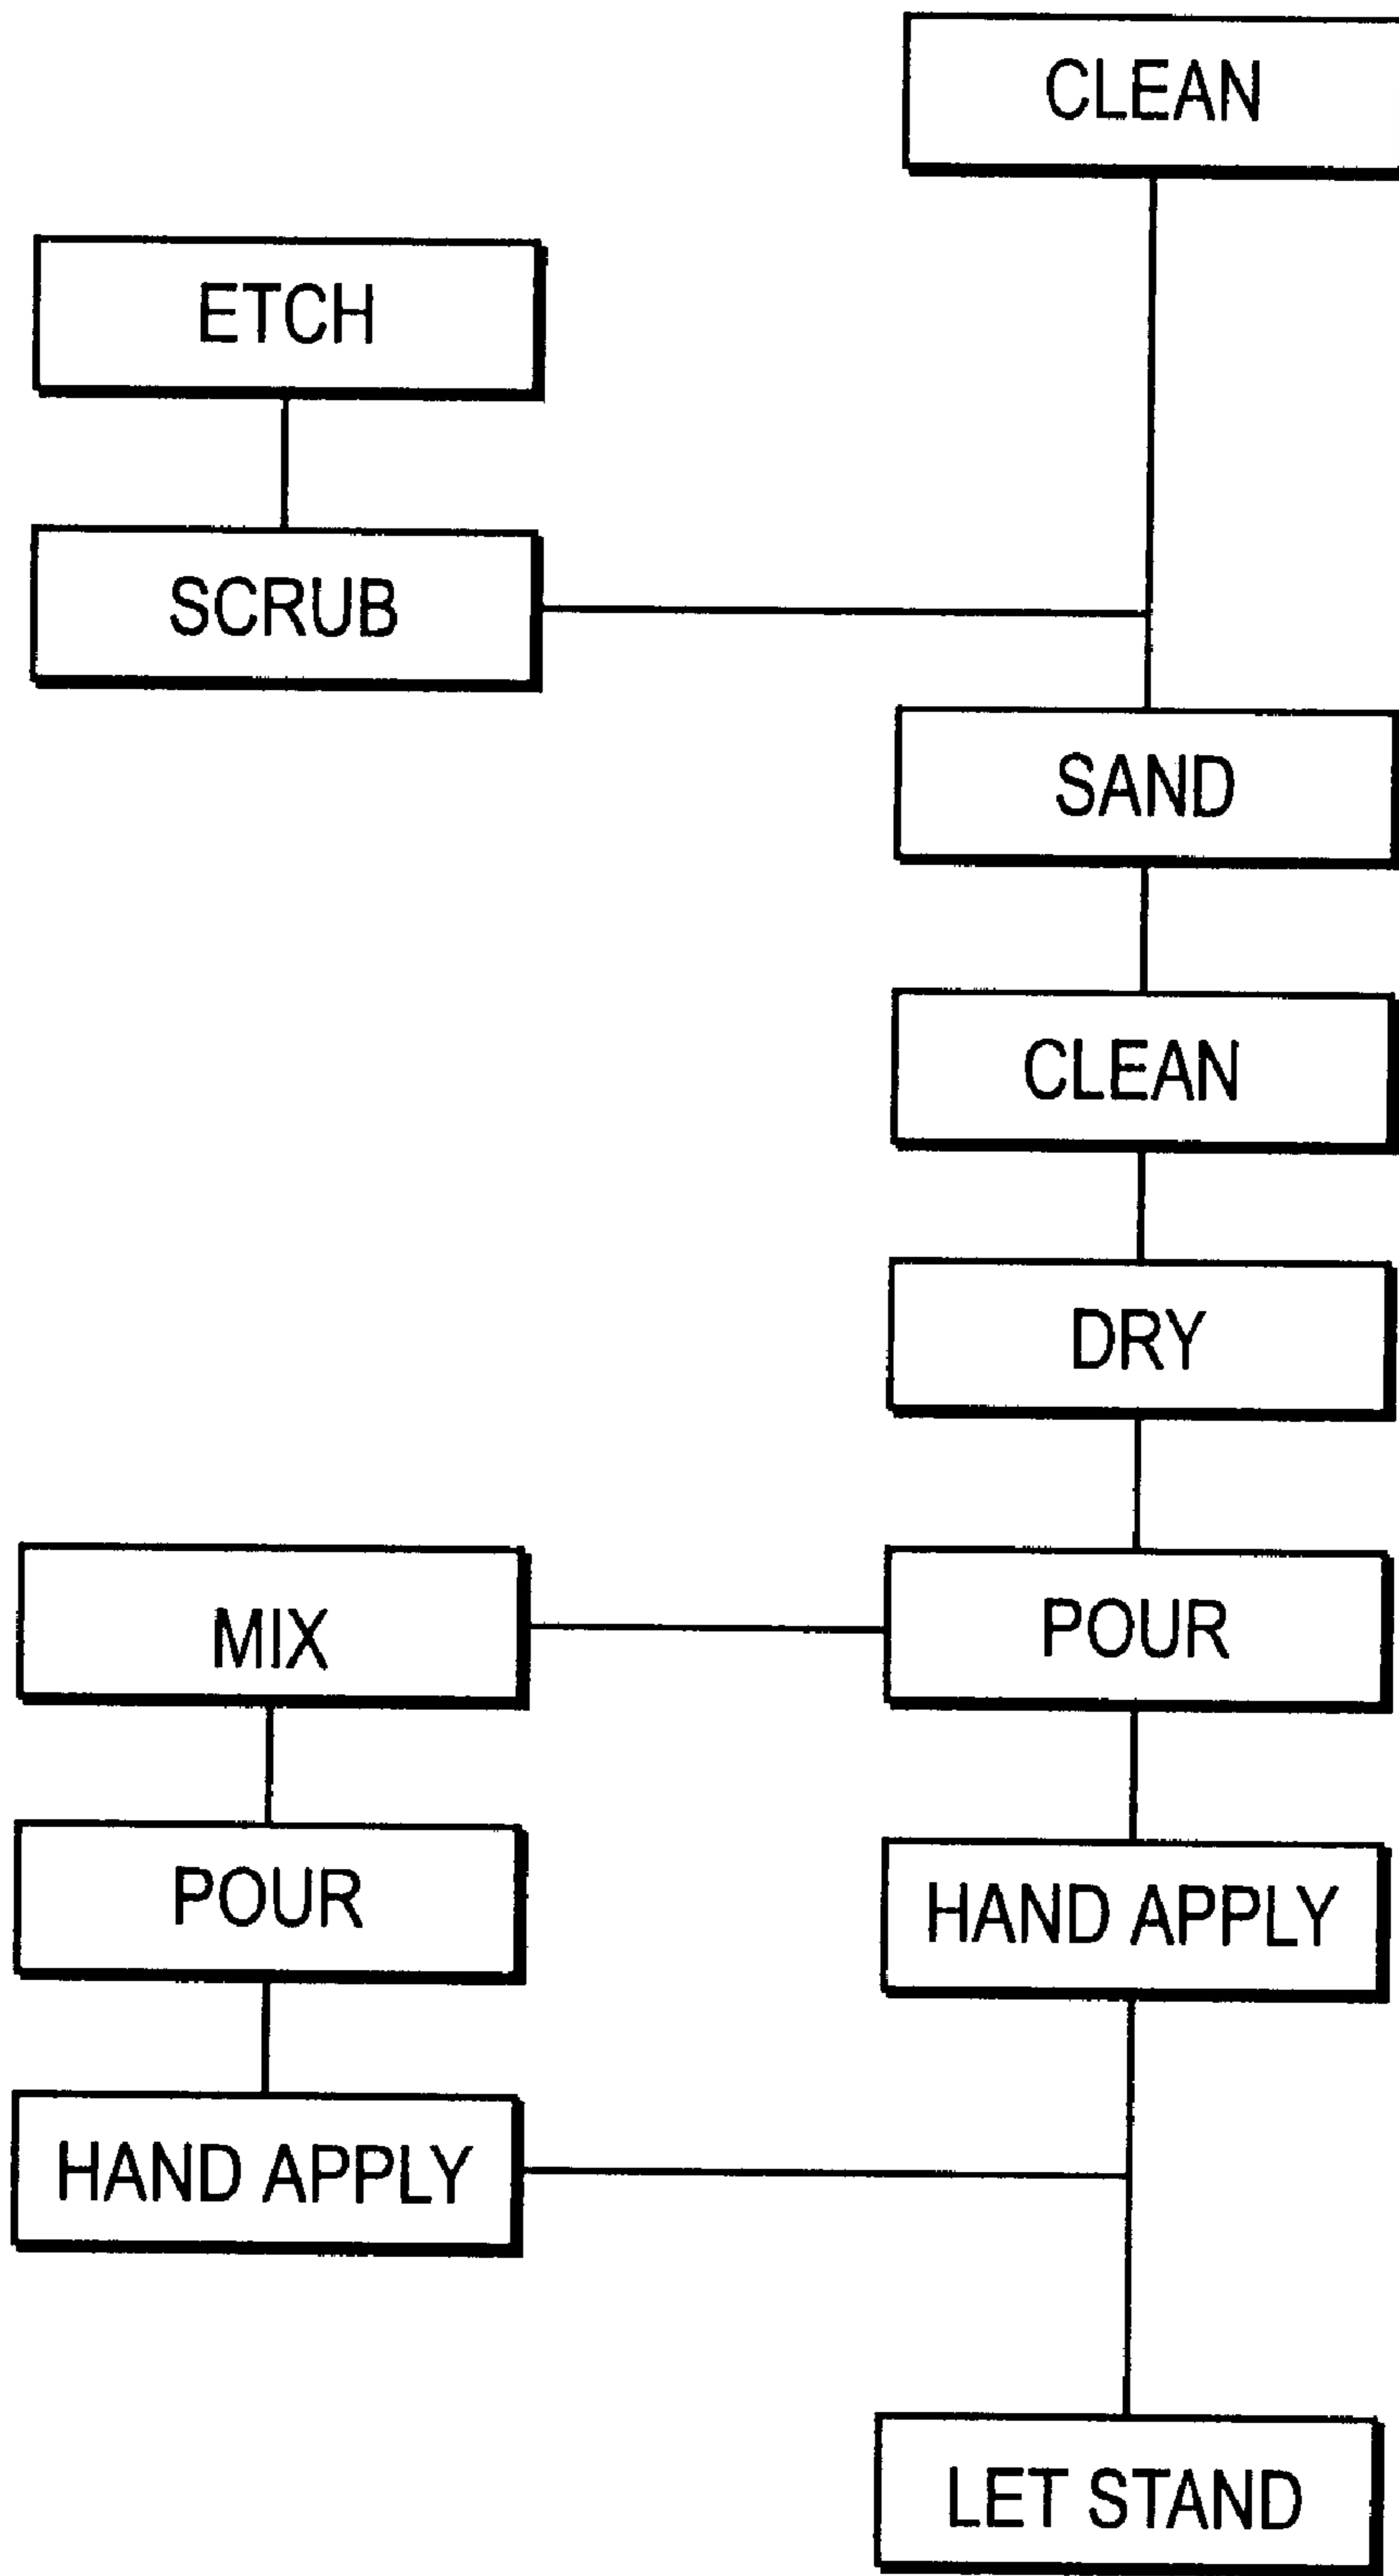 CLEAN
ETCH
SCRUB
SAND
CLEAN
DRY
MIX
POUR
POUR
HAND APPLY
HAND APPLY
LET STAND